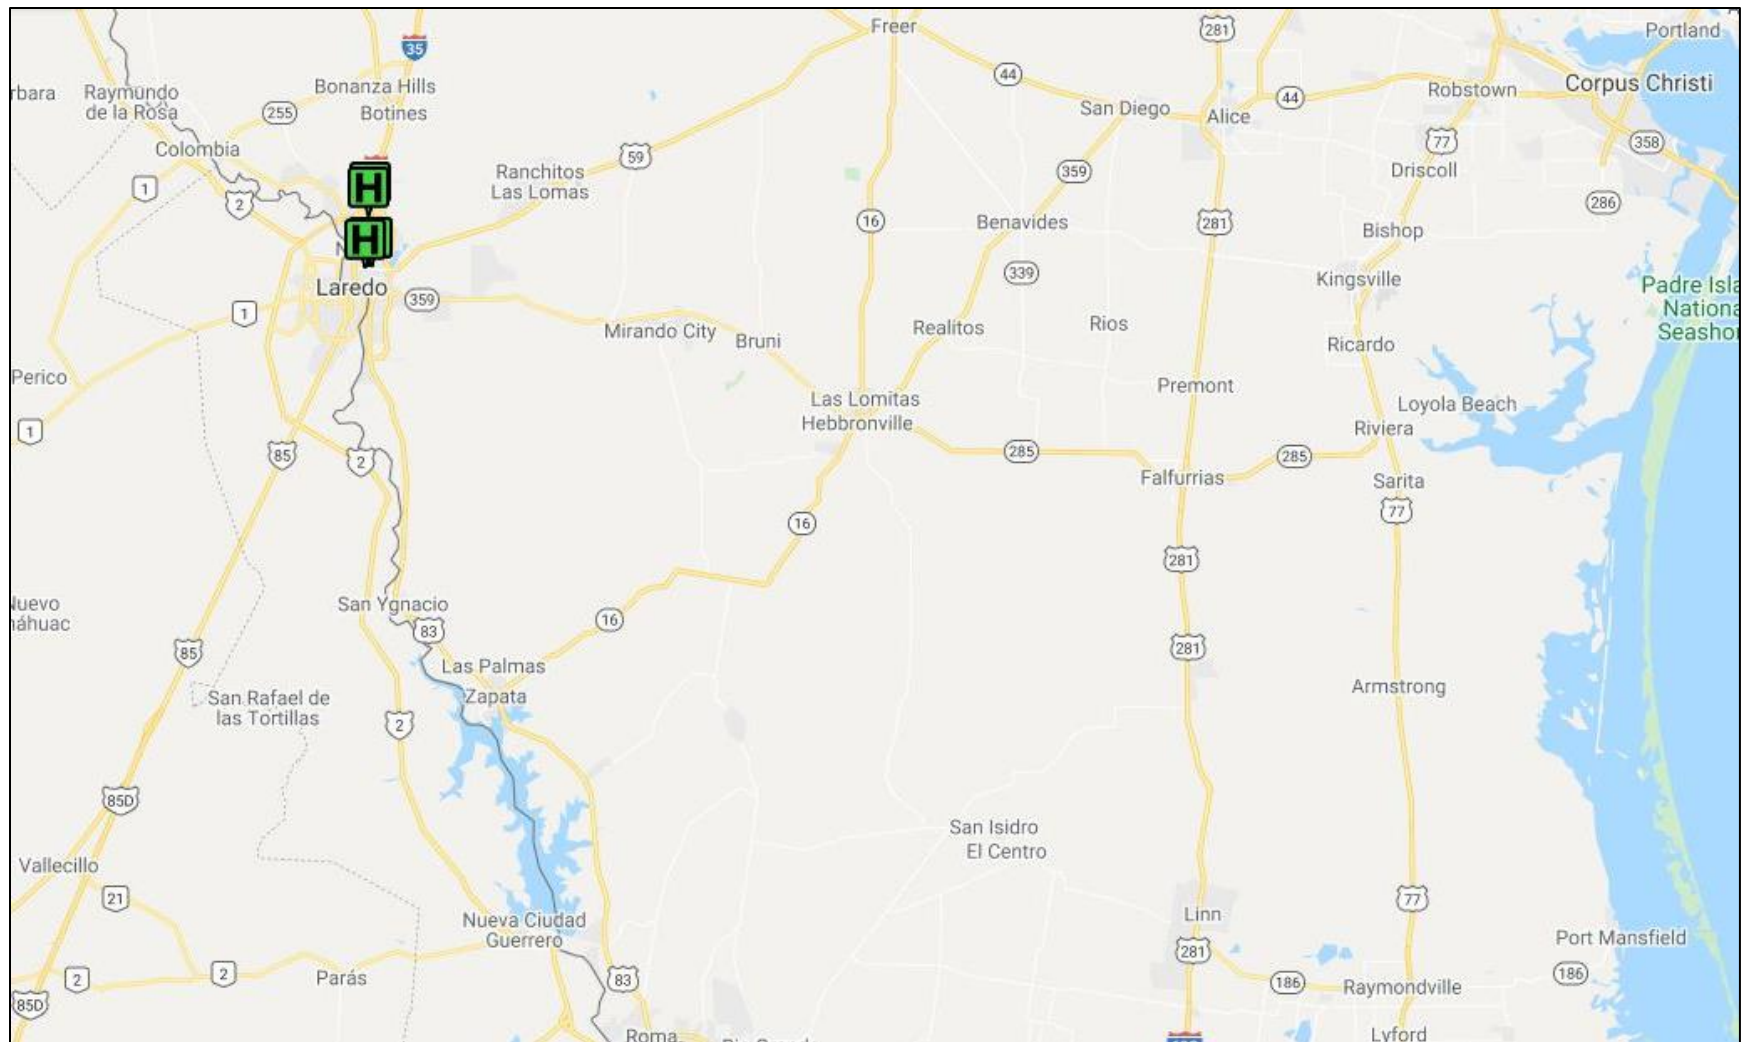 Freer
281
Portland
35
rbara
Raymundo
de la Rosa
Bonanza Hills
44
Corpus Christi
Robstown
255
Botines
San Diego
Alice
44
Colombia
59
77
358
Ranchitos
Las Lomas
359
Driscoll
1
2
H
286
16
Benavides
281
Bishop
H
339
Kingsville
Laredo
359
Padre Isla
Nationa
Seashor
1
Mirando City
Bruni
Realitos
Rios
Ricardo
Perico
Premont
Las Lomitas
Hebbronville
Loyola Beach
1
Riviera
85
2
285
285
Falfurrias
Sarita
16
77
281
San Ygnacio
Nuevo
náhuac
16
83
85
281
Las Palmas
Zapata
Armstrong
San Rafael de
las Tortillas
2
85D
San Isidro
El Centro
Vallecillo
21
77
Nueva Ciudad
Guerrero
Linn
281
Port Mansfield
2
2
Parás
83
186
Raymondville
186
85D
Roma
Lyford